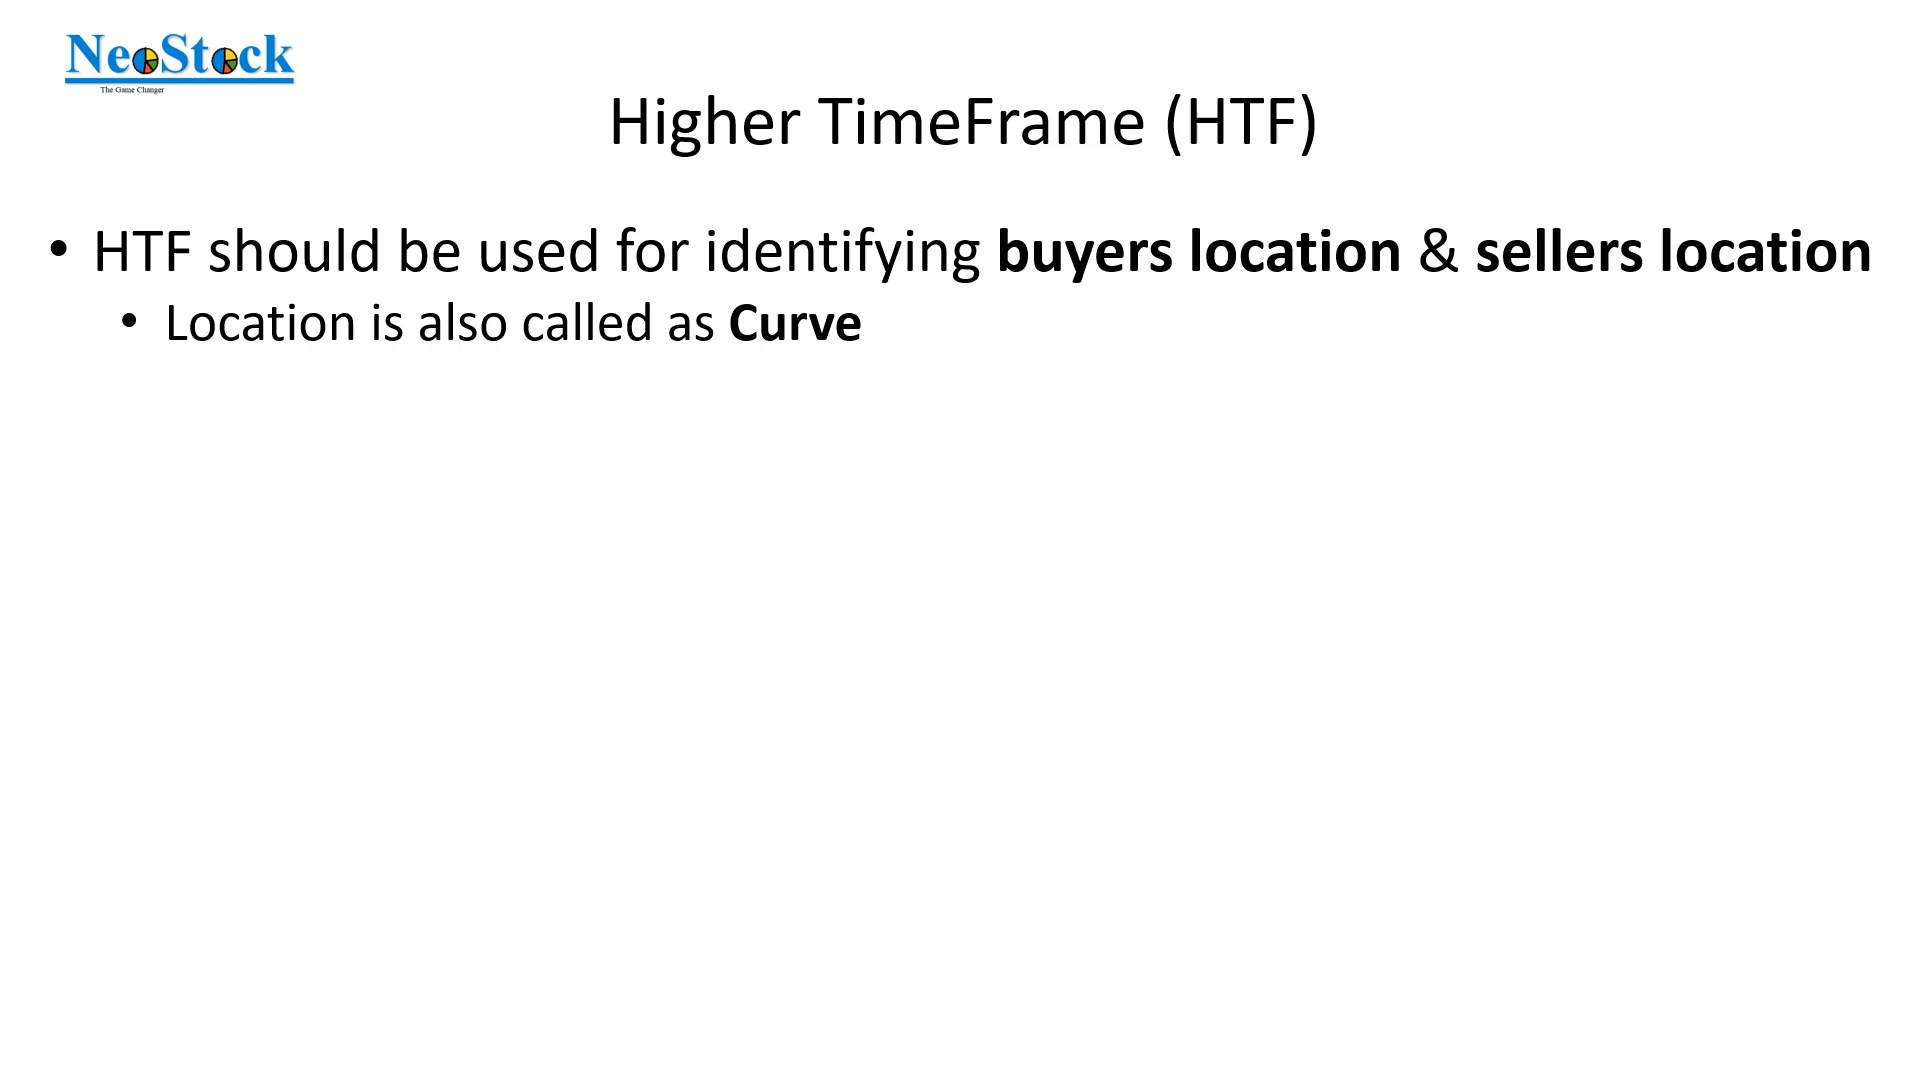 NeoStock
The Game Changer
Higher TimeFrame (HTF)
• HTF should be used for identifying buyers location & sellers location
• Location is also called as Curve